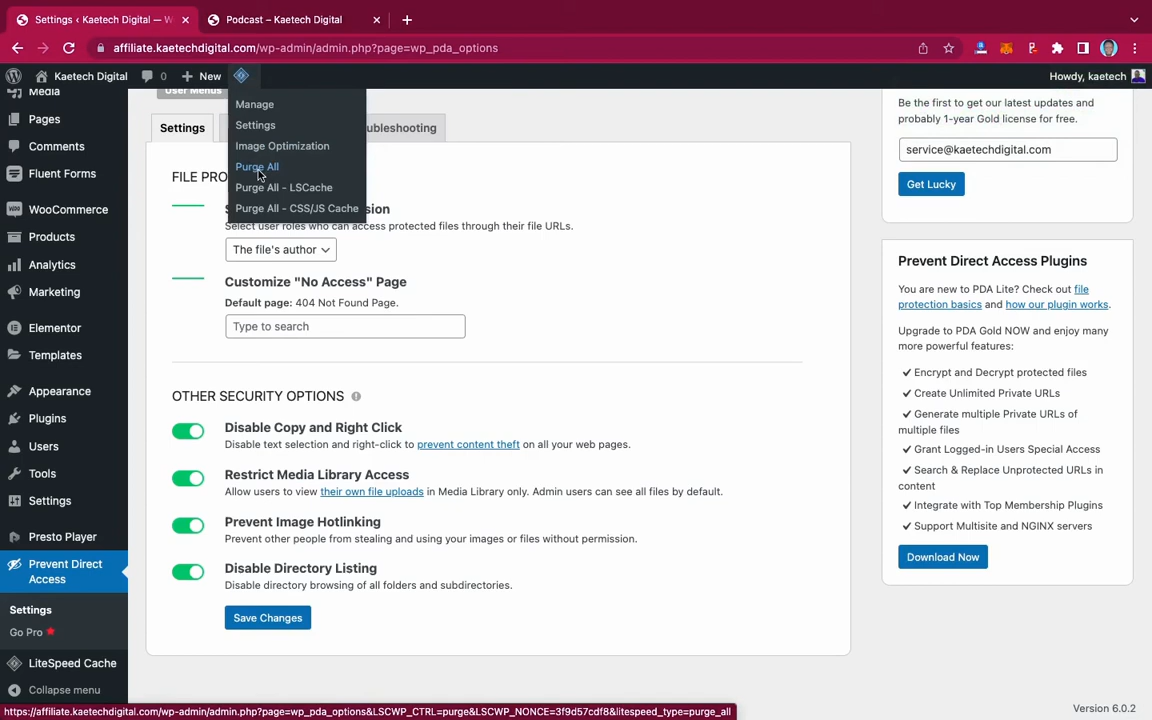 Settings ‹ Kaetech Digital — W
Podcast – Kaetech Digital
affiliate.kaetechdigital.com/wp-admin/admin.php?page=wp_pda_options
Kaetech Digital
0
New
Howdy, kaetech
Media
Pages
Comments
Fluent Forms
WooCommerce
Products
Analytics
Marketing
Elementor
Templates
Appearance
Plugins
Users
Tools
Settings
Presto Player
Prevent Direct
Access
Settings
Go Pro
LiteSpeed Cache
Collapse menu
User Menus
Manage
Settings
Image Optimization
Purge All
Purge All - LSCache
Purge All - CSS/JS Cache
Settings
ubleshooting
FILE PRO
S
sion
Select user roles who can access protected files through their file URLs.
The file's author
Customize "No Access" Page
Default page: 404 Not Found Page.
Type to search
OTHER SECURITY OPTIONS
Disable Copy and Right Click
Disable text selection and right-click to prevent content theft on all your web pages.
Restrict Media Library Access
Allow users to view their own file uploads in Media Library only. Admin users can see all files by default.
Prevent Image Hotlinking
Prevent other people from stealing and using your images or files without permission.
Disable Directory Listing
Disable directory browsing of all folders and subdirectories.
Save Changes
Be the first to get our latest updates and
probably 1-year Gold license for free.
service@kaetechdigital.com
Get Lucky
Prevent Direct Access Plugins
You are new to PDA Lite? Check out file
protection basics and how our plugin works.
Upgrade to PDA Gold NOW and enjoy many
more powerful features:
✓ Encrypt and Decrypt protected files
✓ Create Unlimited Private URLs
✓ Generate multiple Private URLs of
multiple files
✓ Grant Logged-in Users Special Access
✓ Search & Replace Unprotected URLs in
content
✓ Integrate with Top Membership Plugins
✓ Support Multisite and NGINX servers
Download Now
Version 6.0.2
https://affiliate.kaetechdigital.com/wp-admin/admin.php?page=wp_pda_options&LSCWP_CTRL=purge&LSCWP_NONCE=3f9d57cdf8&litespeed_type=purge_all